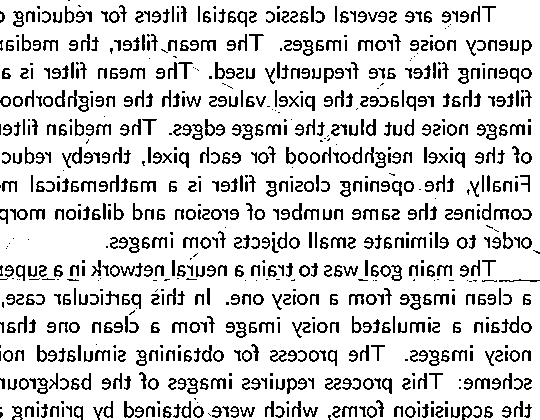 There are several classic spatial filters for reducing
quency noise from images. The mean filter, the median
opening filter are frequently used. The mean filter is a
filter that replaces the pixel values with the neighborhoo
image noise but blurs the image edges. The median filter
of the pixel neighborhood for each pixel, thereby reduc
Finally, the opening closing filter is a mathematical
combines the same number of erosion and dilation morp
order to eliminate small objects from images.
The main goal was to train a neural network in a super
a clean image from a noisy one. In this particular case,
obtain a simulated noisy image from a clean one than
noisy images. The process for obtaining simulated noi
scheme: This process requires images of the backgroun
the acquisition forms, which were obtained by printing a